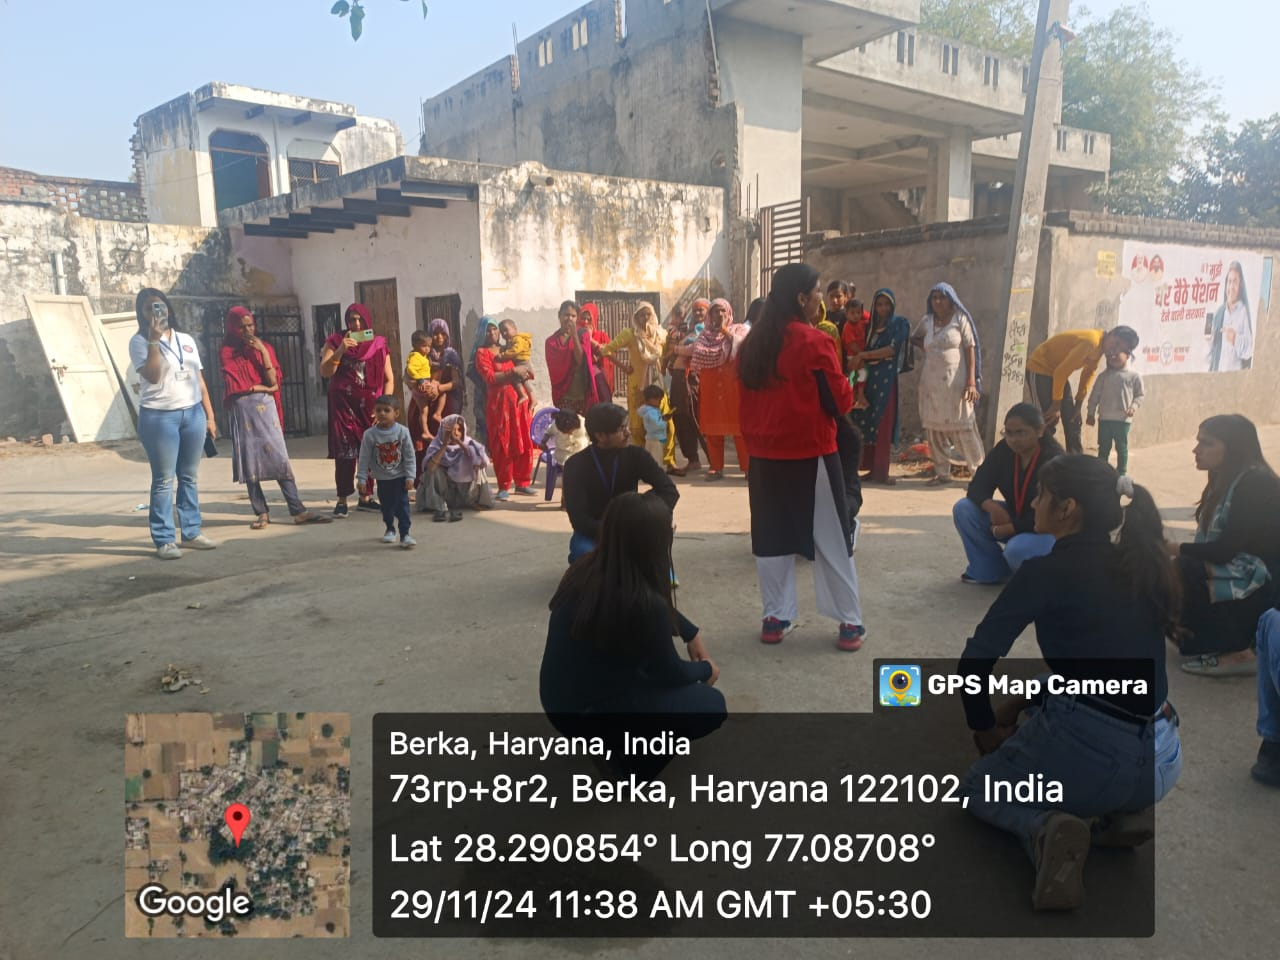 मुझे
घर बैठे पेंशन
देने वाली सरकार
GPS Map Camera
Berka, Haryana, India
73rp+8r2, Berka, Haryana 122102, India
Lat 28.290854° Long 77.08708°
29/11/24 11:38 AM GMT +05:30
Google